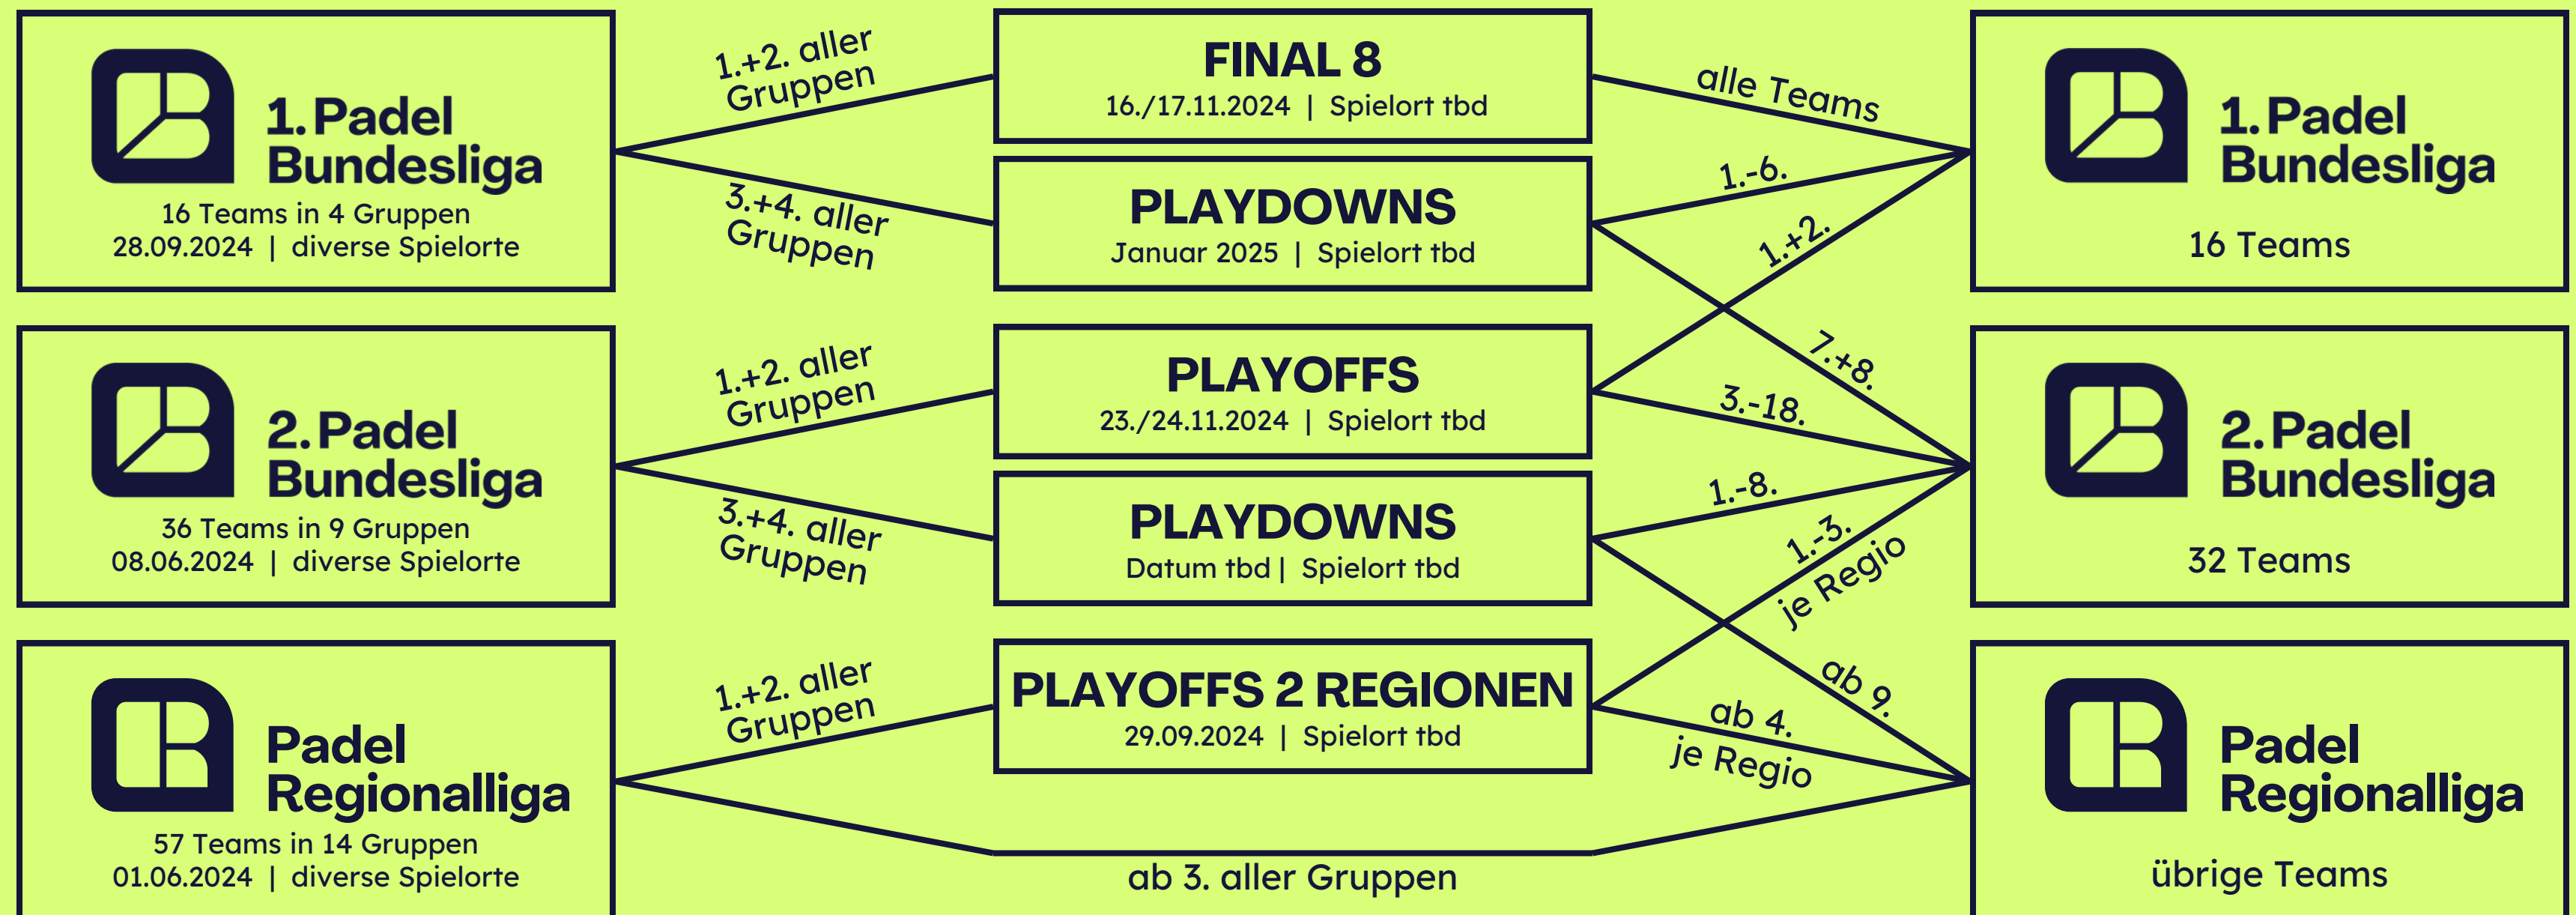 1. Padel
Bundesliga
16 Teams in 4 Gruppen
28.09.2024 | diverse Spielorte
1.+2. aller
Gruppen
3.+4. aller
Gruppen
FINAL 8
16./17.11.2024 | Spielort tbd
PLAYDOWNS
Januar 2025 | Spielort tbd
alle Teams
1.-6.
1.+2.
1. Padel
Bundesliga
16 Teams
2. Padel
Bundesliga
36 Teams in 9 Gruppen
08.06.2024 | diverse Spielorte
1.+2. aller
Gruppen
3.+4. aller
Gruppen
PLAYOFFS
23./24.11.2024 | Spielort tbd
PLAYDOWNS
Datum tbd | Spielort tbd
7.+8.
3.-18.
1.-8.
1.-3.
je Regio
2. Padel
Bundesliga
32 Teams
Padel
Regionalliga
57 Teams in 14 Gruppen
01.06.2024 | diverse Spielorte
1.+2. aller
Gruppen
PLAYOFFS 2 REGIONEN
29.09.2024 | Spielort tbd
ab 3. aller Gruppen
ab 9.
ab 4.
je Regio
Padel
Regionalliga
übrige Teams